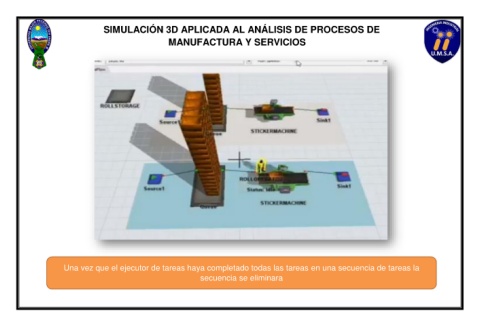 SIMULACIÓN 3D APLICADA AL ANÁLISIS DE PROCESOS DE
MANUFACTURA Y SERVICIOS
U.M.S.A.
ROLLSTORAGE
Source1
STICKERMACHINE
Sink1
Source1
Status: Idle
STICKERMACHINE
Sink1
Una vez que el ejecutor de tareas haya completado todas las tareas en una secuencia de tareas la
secuencia se eliminara